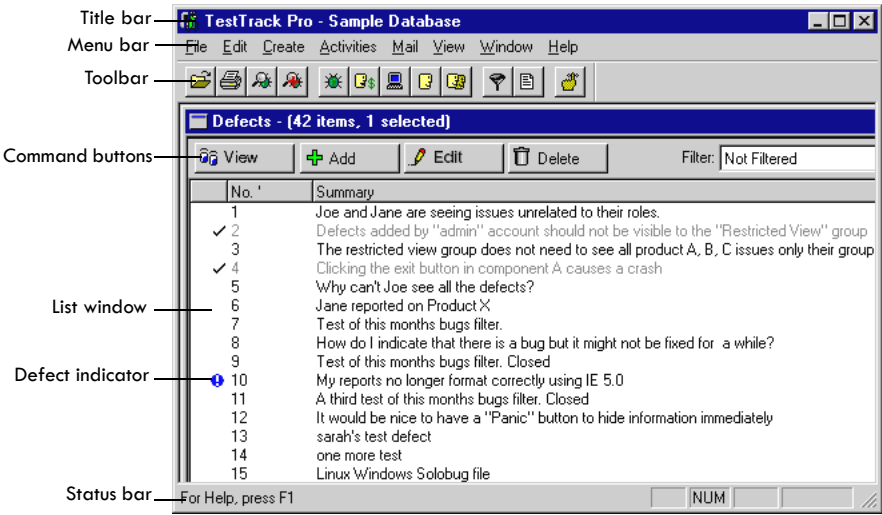 Title bar
TestTrack Pro - Sample Database
Menu bar
File Edit Create Activities Mail View Window Help
Toolbar
Defects - (42 items, 1 selected)
Command buttons
View Add Edit Delete Filter: Not Filtered
No. ' Summary
1 Joe and Jane are seeing issues unrelated to their roles.
2 Defects added by "admin" account should not be visible to the "Restricted View" group
3 The restricted view group does not need to see all product A, B, C issues only their group
4 Clicking the exit button in component A causes a crash
5 Why can't Joe see all the defects?
List window
6 Jane reported on Product X
7 Test of this months bugs filter.
8 How do I indicate that there is a bug but it might not be fixed for a while?
9 Test of this months bugs filter. Closed
Defect indicator
10 My reports no longer format correctly using IE 5.0
11 A third test of this months bugs filter. Closed
12 It would be nice to have a "Panic" button to hide information immediately
13 sarah's test defect
14 one more test
15 Linux Windows Solobug file
Status bar
For Help, press F1 NUM